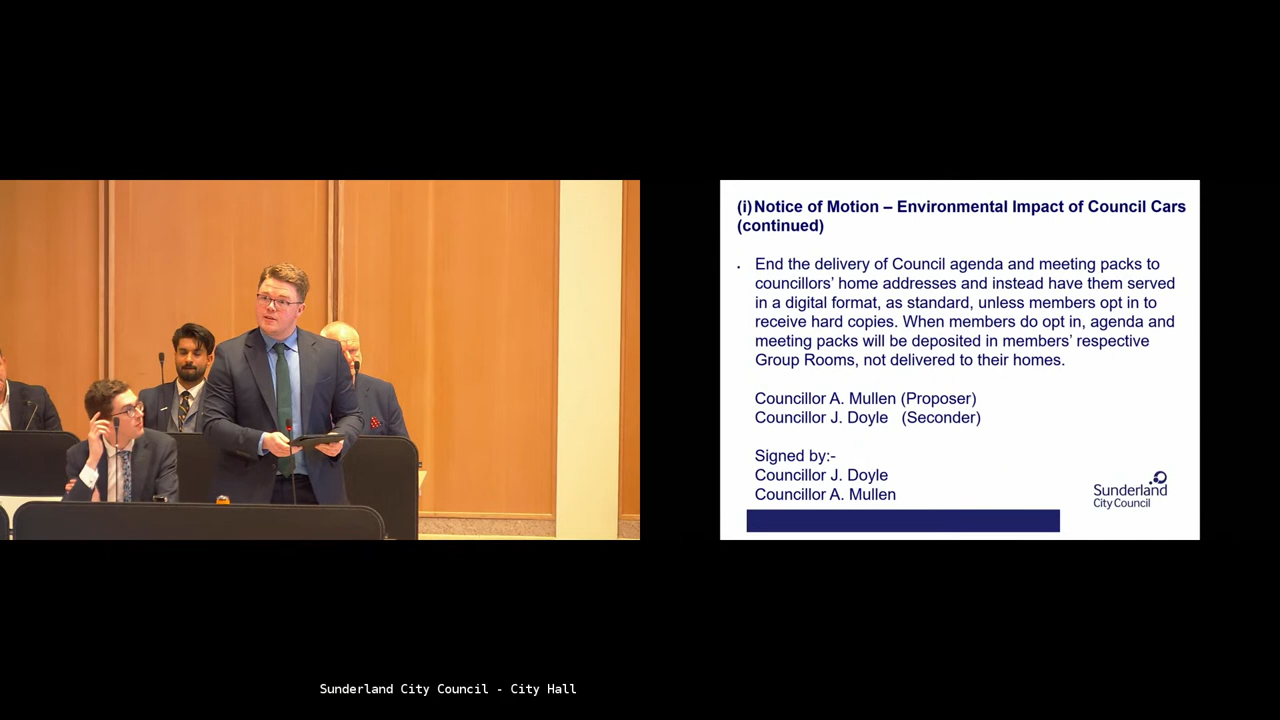 (i) Notice of Motion – Environmental Impact of Council Cars
(continued)
· End the delivery of Council agenda and meeting packs to
councillors' home addresses and instead have them served
in a digital format, as standard, unless members opt in to
receive hard copies. When members do opt in, agenda and
meeting packs will be deposited in members' respective
Group Rooms, not delivered to their homes.
Councillor A. Mullen (Proposer)
Councillor J. Doyle (Seconder)
Signed by:-
Councillor J. Doyle
Councillor A. Mullen
Sunderland
City Council
Sunderland City Council - City Hall